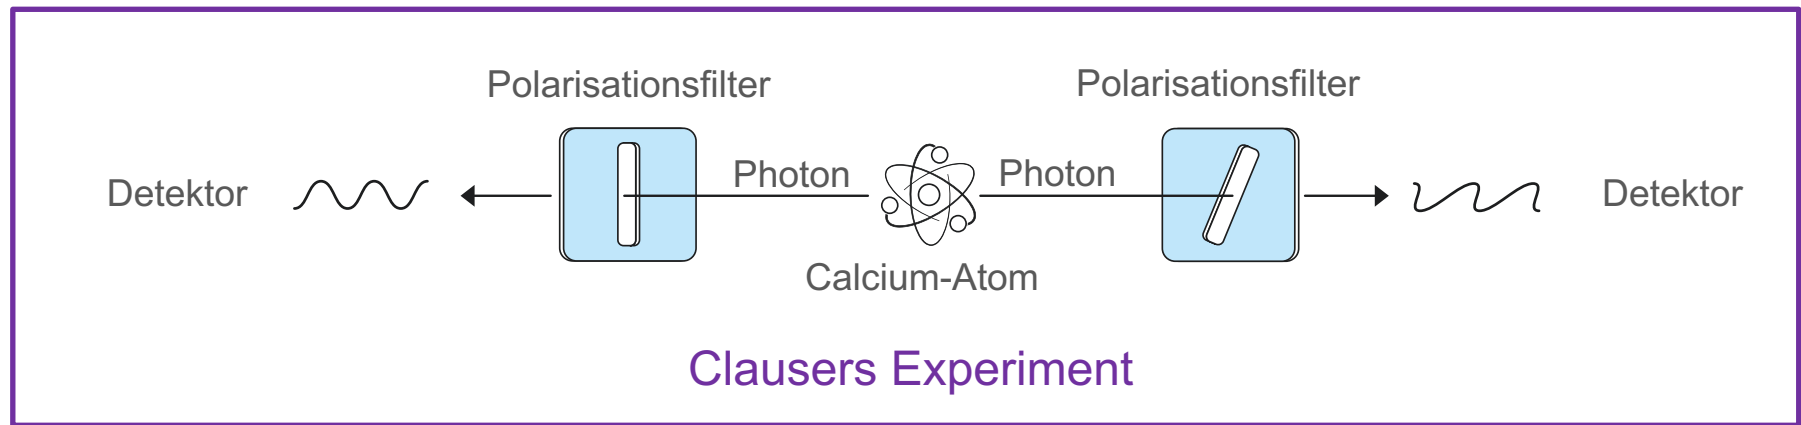 Polarisationsfilter
Polarisationsfilter
Detektor
Photon
Photon
Detektor
Calcium-Atom
Clausers Experiment